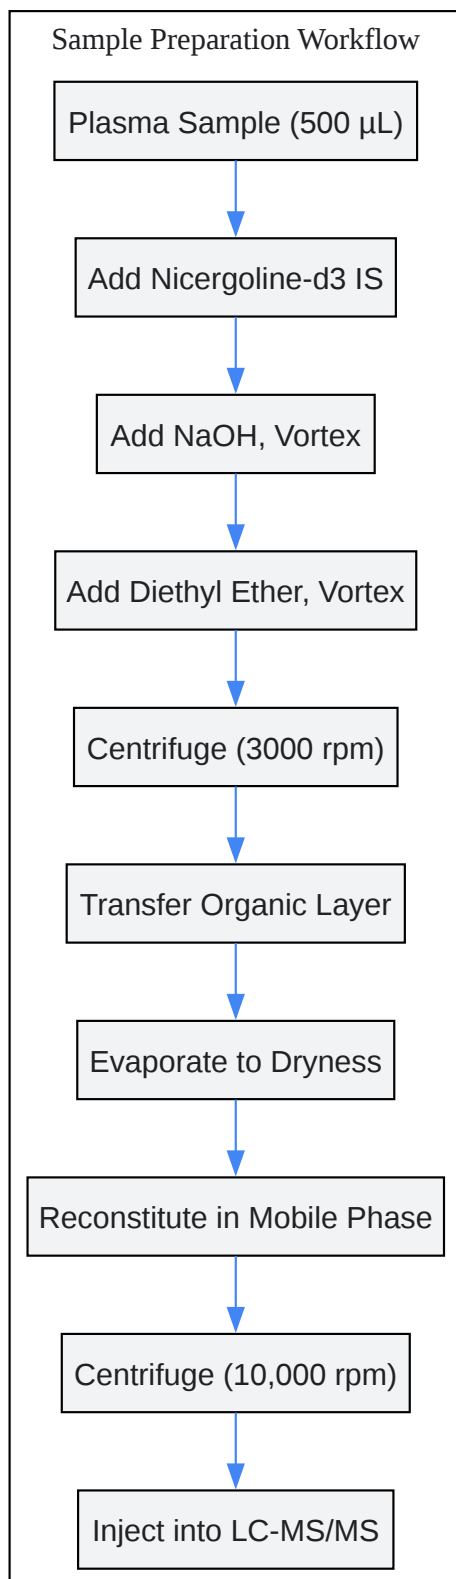 Sample Preparation Workflow
Plasma Sample (500 µL)
Add Nicergoline-d3 IS
Add NaOH, Vortex
Add Diethyl Ether, Vortex
Centrifuge (3000 rpm)
Transfer Organic Layer
Evaporate to Dryness
Reconstitute in Mobile Phase
Centrifuge (10,000 rpm)
Inject into LC-MS/MS